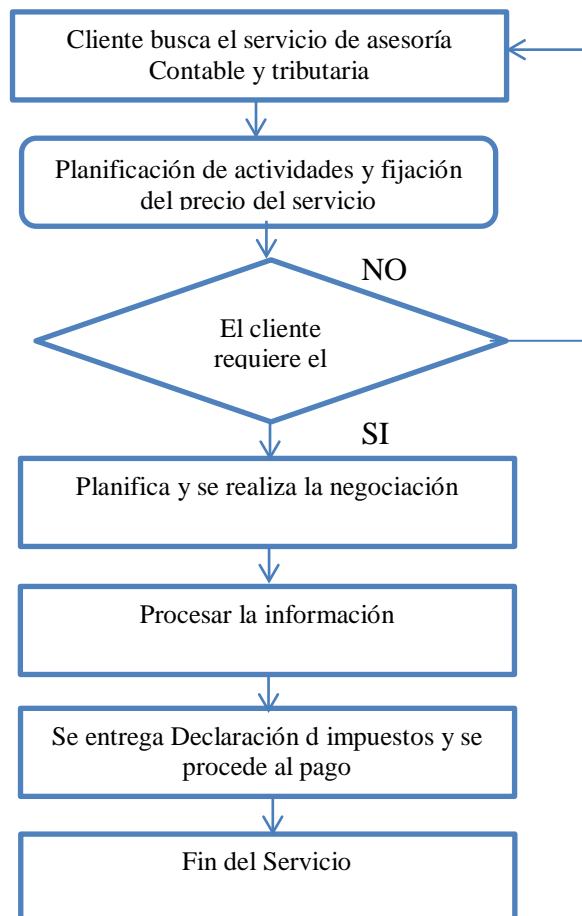 Cliente busca el servicio de asesoría
Contable y tributaria
Planificación de actividades y fijación
del precio del servicio
NO
El cliente
requiere el
SI
Planifica y se realiza la negociación
Procesar la información
Se entrega Declaración d impuestos y se
procede al pago
Fin del Servicio